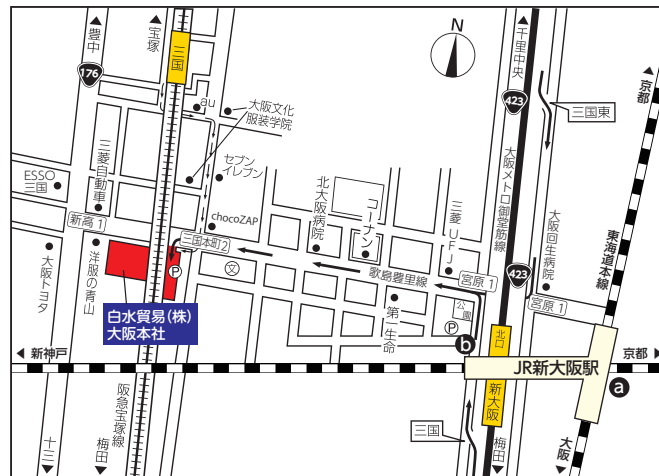 豊中
宝塚
三国
N
千里中央
京都
176
423
三国東
au
大阪文化
服装学院
セブン
イレブン
chocoZAP
三菱自動車
ESSO
三国
新高 1
三国本町2
P
文
大阪トヨタ
洋服の青山
白水貿易(株)
大阪本社
北大阪病院
コーナン
三菱UFJ
大阪メトロ御堂筋線
大阪回生病院
東海道本線
歌島豊里線
宮原 1
423
宮原 1
第一生命
公園
P
b
北口
新大阪
JR新大阪駅
a
新神戸
京都
阪急宝塚線
三国
十三
梅田
梅田
大阪